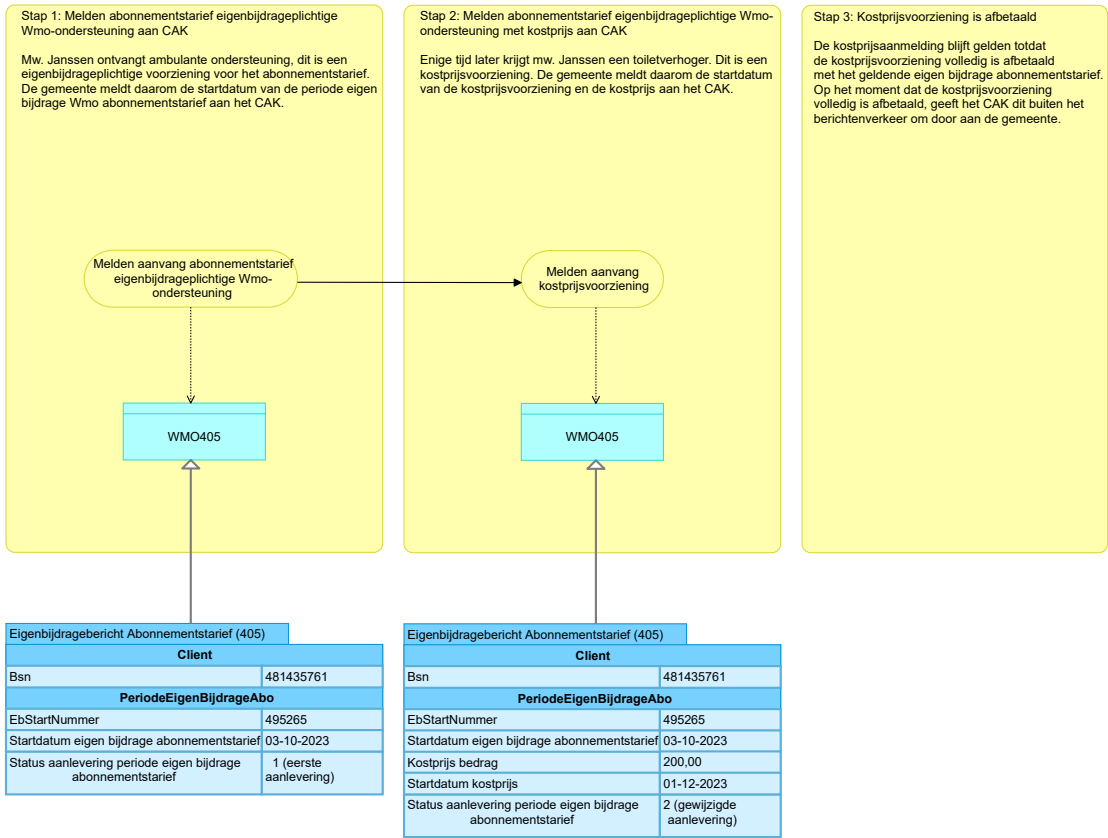 Stap 1: Melden abonnementstarief eigenbijdrageplichtige
Wmo-ondersteuning aan CAK
Mw. Janssen ontvangt ambulante ondersteuning, dit is een
eigenbijdrageplichtige voorziening voor het abonnementstarief.
De gemeente meldt daarom de startdatum van de periode eigen
bijdrage Wmo abonnementstarief aan het CAK.
Melden aanvang abonnementstarief
eigenbijdrageplichtige Wmo-
ondersteuning
WMO405
Stap 2: Melden abonnementstarief eigenbijdrageplichtige Wmo-
ondersteuning met kostprijs aan CAK
Enige tijd later krijgt mw. Janssen een toiletverhoger. Dit is een
kostprijsvoorziening. De gemeente meldt daarom de startdatum
van de kostprijsvoorziening en de kostprijs aan het CAK.
Melden aanvang
kostprijsvoorziening
WMO405
Stap 3: Kostprijsvoorziening is afbetaald
De kostprijsaanmelding blijft gelden totdat
de kostprijsvoorziening volledig is afbetaald
met het geldende eigen bijdrage abonnementstarief.
Op het moment dat de kostprijsvoorziening
volledig is afbetaald, geeft het CAK dit buiten het
berichtenverkeer om door aan de gemeente.
Eigenbijdragebericht Abonnementstarief (405)
Client
Bsn 481435761
PeriodeEigenBijdrageAbo
EbStartNummer 495265
Startdatum eigen bijdrage abonnementstarief 03-10-2023
Status aanlevering periode eigen bijdrage 1 (eerste
abonnementstarief aanlevering)
Eigenbijdragebericht Abonnementstarief (405)
Client
Bsn 481435761
PeriodeEigenBijdrageAbo
EbStartNummer 495265
Startdatum eigen bijdrage abonnementstarief 03-10-2023
Kostprijs bedrag 200,00
Startdatum kostprijs 01-12-2023
Status aanlevering periode eigen bijdrage 2 (gewijzigde
abonnementstarief aanlevering)